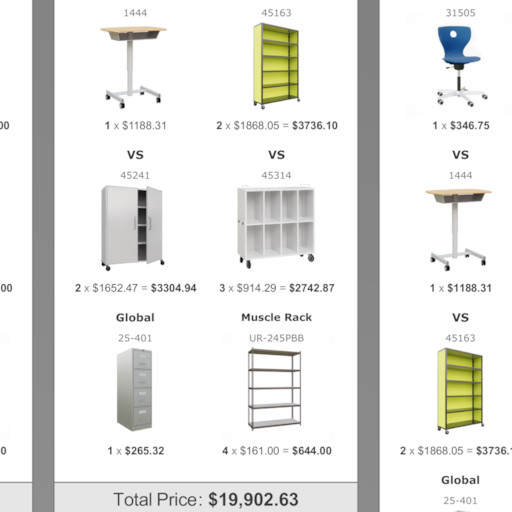 1444
45163
1 x $1188.31
2 x $1868.05 = $3736.10
VS
VS
45241
45314
2 x $1652.47 = $3304.94
3 x $914.29 = $2742.87
Global
Muscle Rack
25-401
UR-245PBB
1 x $265.32
4 x $161.00 = $644.00
Total Price: $19,902.63
00
00
0
31505
1 x $346.75
VS
1444
1 x $1188.31
VS
45163
2 x $1868.05 = $3736.1
Global
25-401